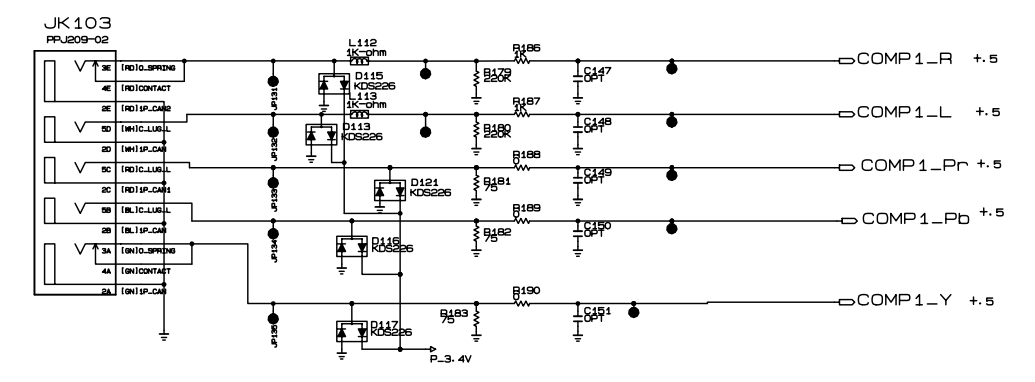 JK103
PPJ209-02
3E [RD]O_SPRING
4E [RD]CONTACT
2E [RD]1P_CAN2
5D [WH]C_LUG_L
2D [WH]1P_CAN
5C [RD]C_LUG_L
2C [RD]1P_CAN1
5B [BL]C_LUG_L
2B [BL]1P_CAN
3A [GN]O_SPRING
4A [GN]CONTACT
2A [GN]1P_CAN
JP131
JP132
JP133
JP134
JP135
L112
1K-ohm
D115
KDS226
L113
1K-ohm
D113
KDS226
D121
KDS226
D116
KDS226
D117
KDS226
P_3.4V
R179
220K
R180
220K
R181
75
R182
75
R183
75
R186
1K
R187
1K
R188
0
R189
0
R190
0
C147
OPT
C148
OPT
C149
OPT
C150
OPT
C151
OPT
COMP1_R +.5
COMP1_L +.5
COMP1_Pr +.5
COMP1_Pb +.5
COMP1_Y +.5